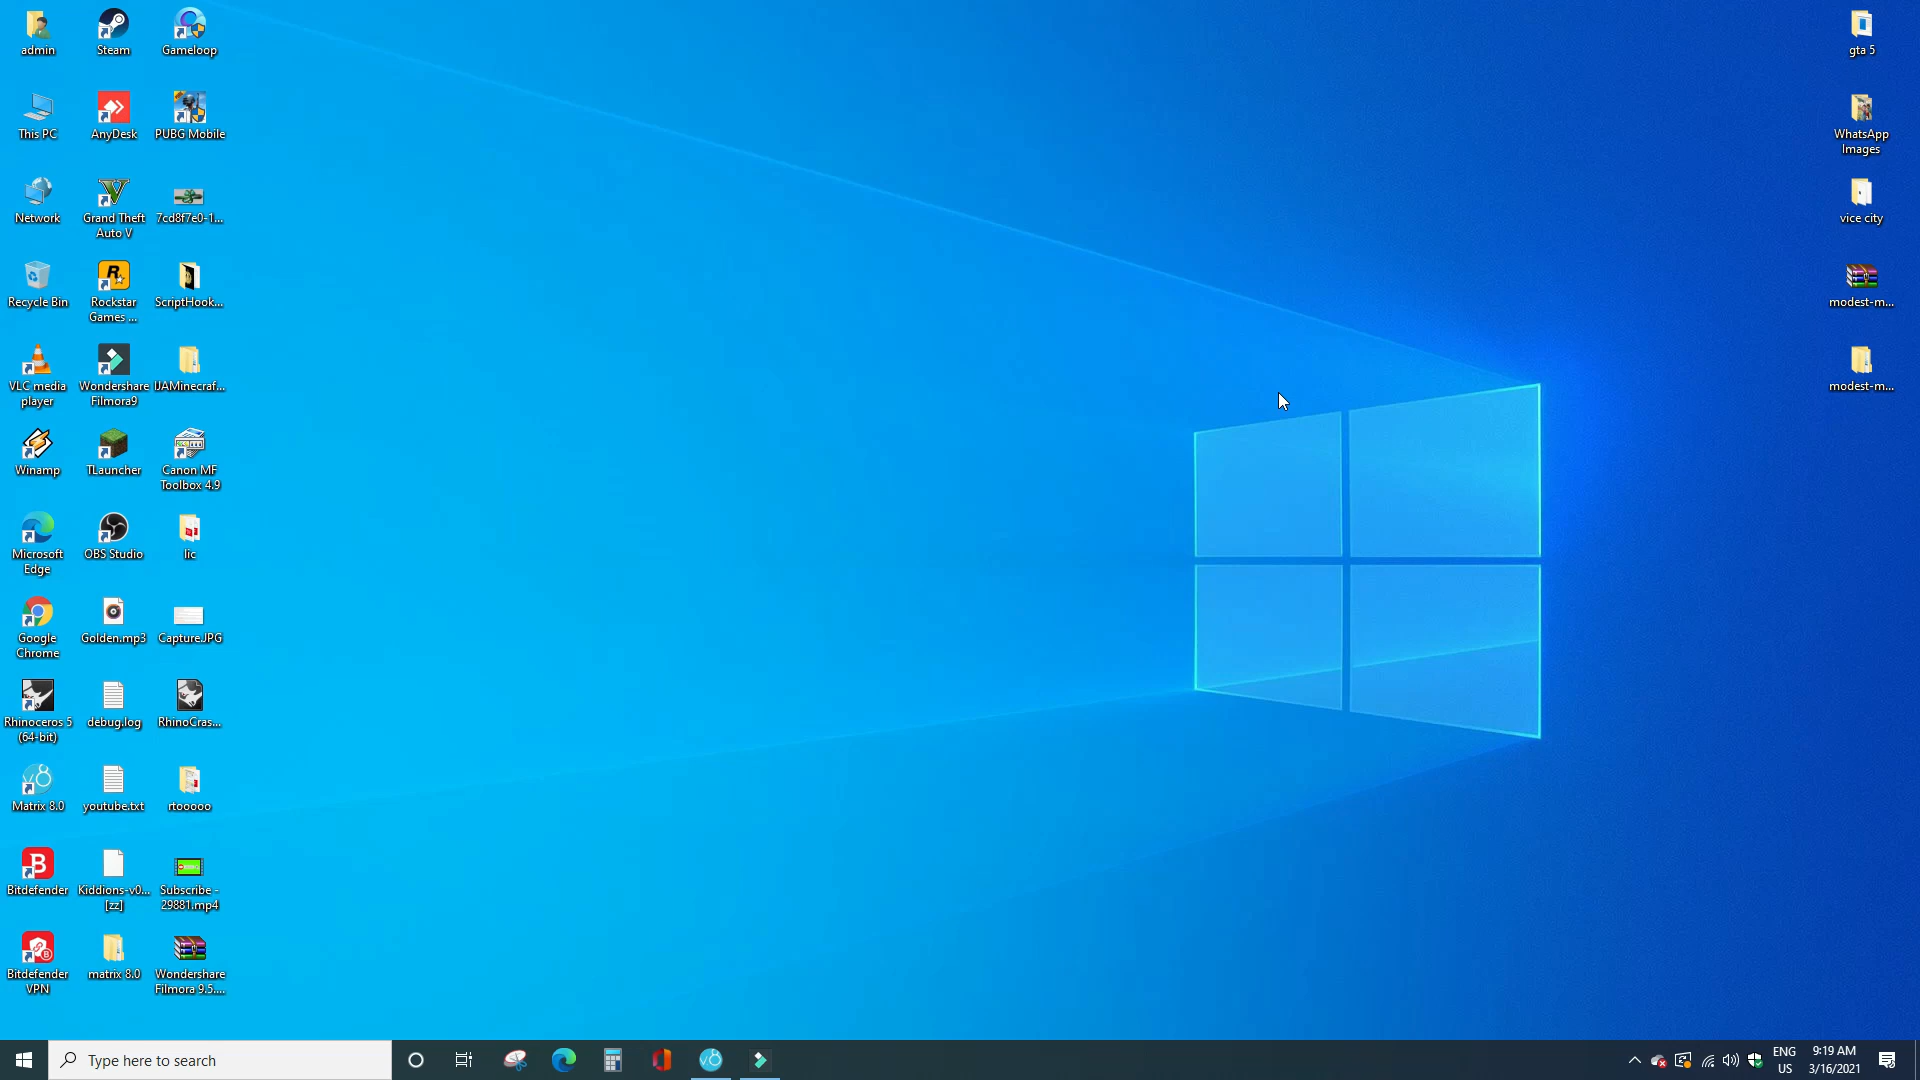 admin
Steam
Gameloop
gta 5
This PC
AnyDesk
PUBG Mobile
WhatsApp
Images
Network
Grand Theft
Auto V
7cd8f7e0-1...
vice city
Recycle Bin
Rockstar
Games ...
ScriptHook...
modest-m...
VLC media
player
Wondershare
Filmora9
IJAMinecraf...
modest-m...
Winamp
TLauncher
Canon MF
Toolbox 4.9
Microsoft
Edge
OBS Studio
lic
Google
Chrome
Golden.mp3
Capture.JPG
Rhinoceros 5
(64-bit)
debug.log
RhinoCras...
Matrix 8.0
youtube.txt
rtooooo
Bitdefender
Kiddions-v0...
[zz]
Subscribe -
29881.mp4
Bitdefender
VPN
matrix 8.0
Wondershare
Filmora 9.5....
Type here to search
ENG
US
9:19 AM
3/16/2021